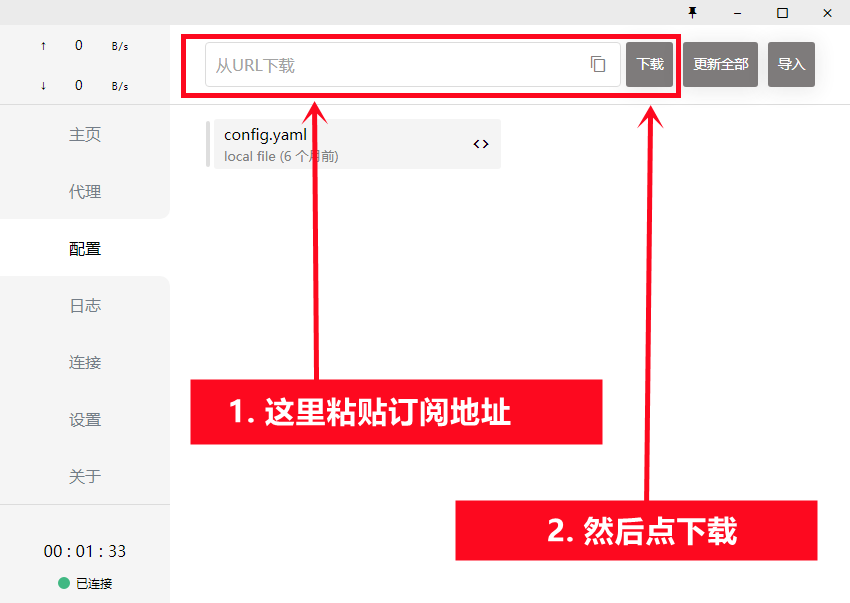 ↑ 0 B/s
↓ 0 B/s
主页
代理
配置
日志
连接
设置
关于
00 : 01 : 33
已连接
从URL下载
下载
更新全部
导入
config.yaml
local file (6 个月前)
<>
1. 这里粘贴订阅地址
2. 然后点下载